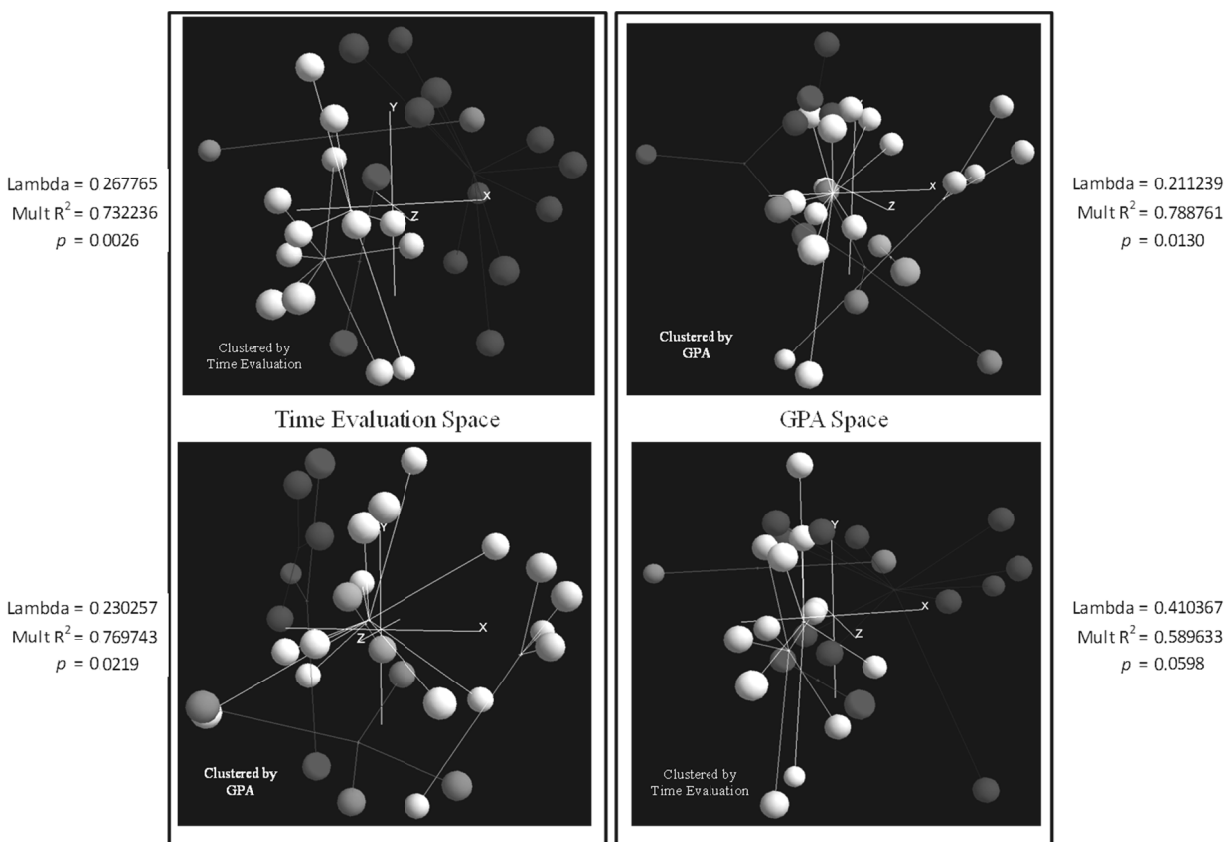 Lambda = 0.267765
Mult R² = 0.732236
p = 0.0026
Y
X
Z
Clustered by
Time Evaluation
X
Z
Clustered by
GPA
Lambda = 0.211239
Mult R² = 0.788761
p = 0.0130
Time Evaluation Space
GPA Space
Lambda = 0.230257
Mult R² = 0.769743
p = 0.0219
Y
X
Z
Clustered by
GPA
Y
X
Z
Clustered by
Time Evaluation
Lambda = 0.410367
Mult R² = 0.589633
p = 0.0598